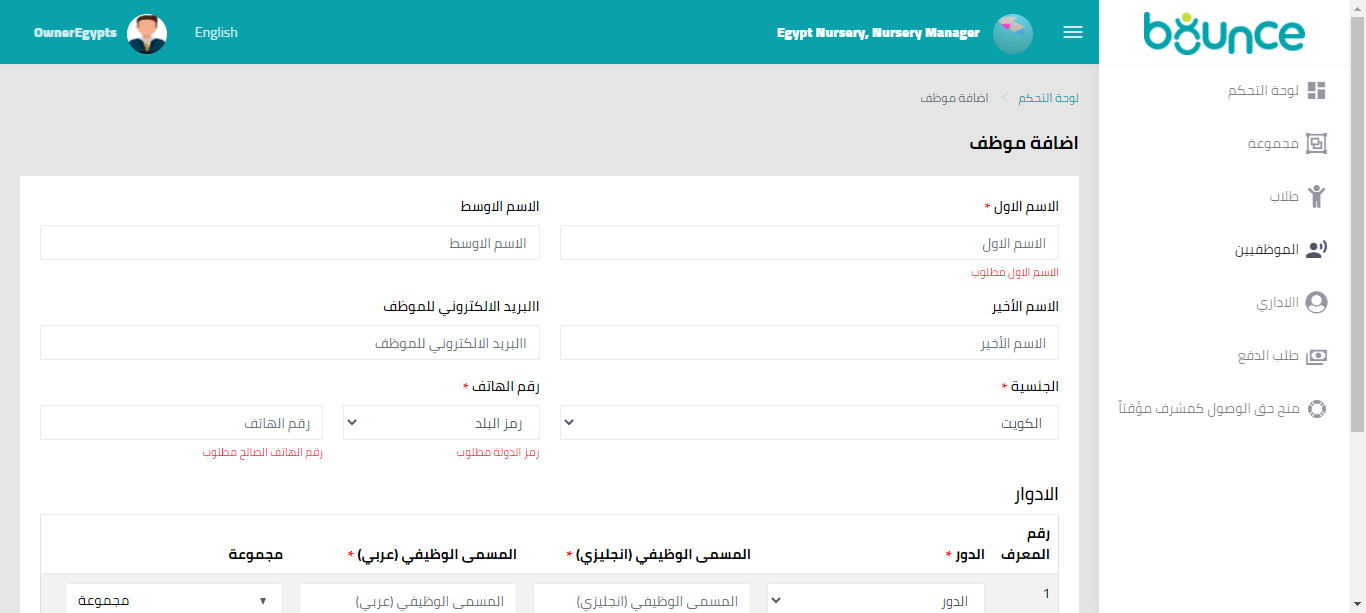 bounce
Egypt Nursery, Nursery Manager
English
OwnerEgypts
لوحة التحكم
مجموعة
طلاب
الموظفيين
االاداري
طلب الدفع
منح حق الوصول كمشرف مؤقتاً
لوحة التحكم
اضافة موظف
اضافة موظف
الاسم الاول *
الاسم الاوسط
الاسم الاول
الاسم الاوسط
الاسم الاول مطلوب
الاسم الأخير
االبريد الالكتروني للموظف
الاسم الأخير
االبريد الالكتروني للموظف
الجنسية *
رقم الهاتف *
الكويت
رمز البلد
رقم الهاتف
رمز الدولة مطلوب
رقم الهاتف الصالح مطلوب
الادوار
رقم المعرف
الدور *
المسمى الوظيفي (انجليزي) *
المسمى الوظيفي (عربي) *
مجموعة
1
الدور
المسمى الوظيفي (انجليزي)
المسمى الوظيفي (عربي)
مجموعة